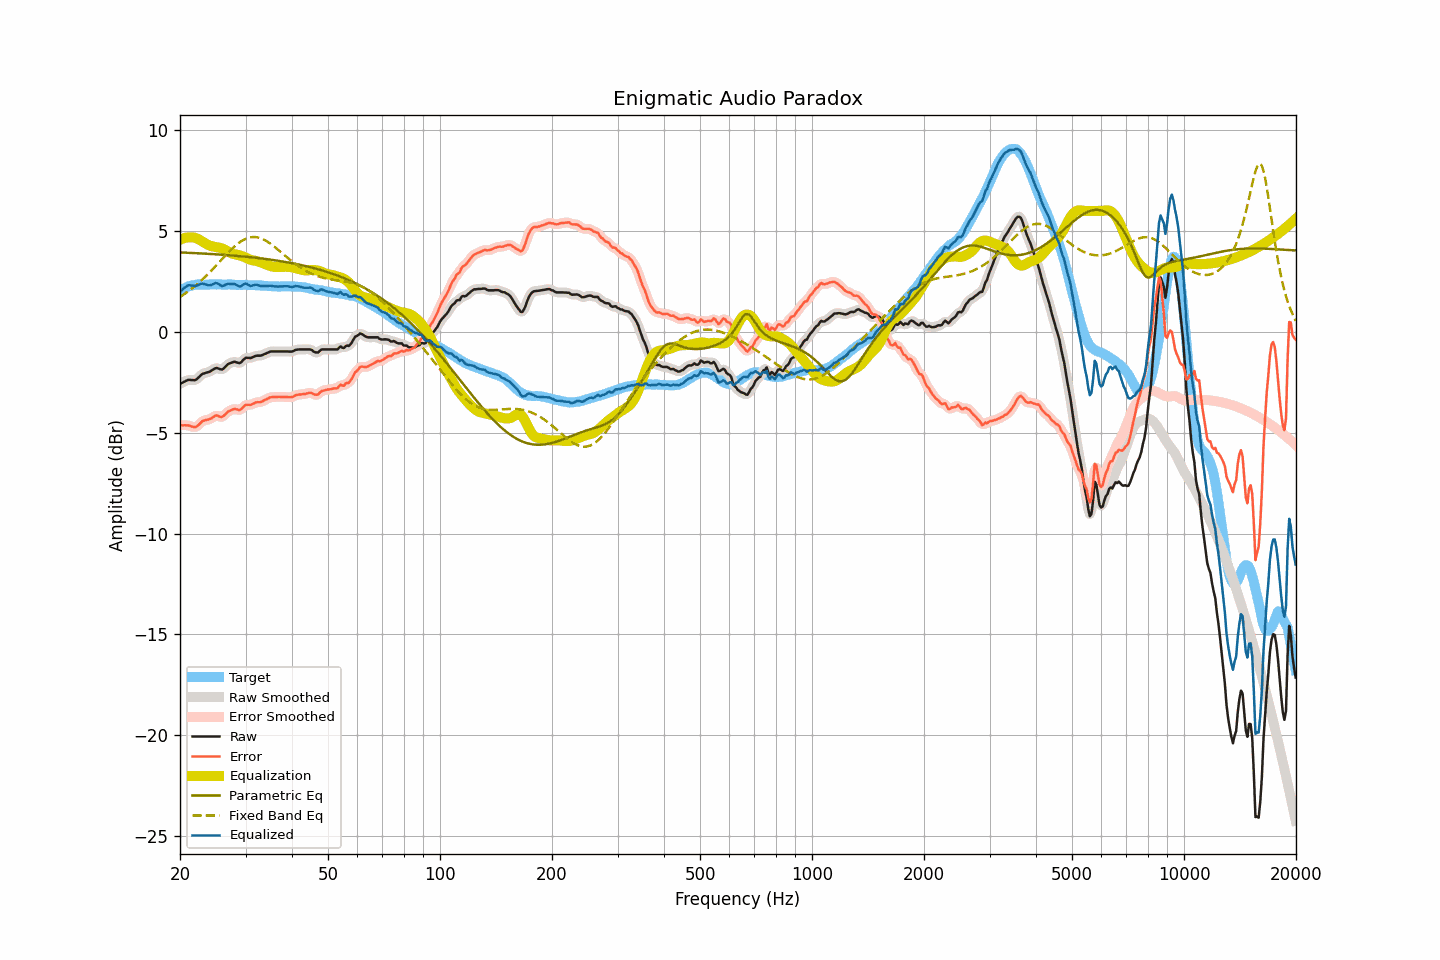 Enigmatic Audio Paradox
Amplitude (dBr)
10
5
0
−5
−10
−15
−20
−25
Target
Raw Smoothed
Error Smoothed
Raw
Error
Equalization
Parametric Eq
Fixed Band Eq
Equalized
20 50 100 200 500 1000 2000 5000 10000 20000
Frequency (Hz)